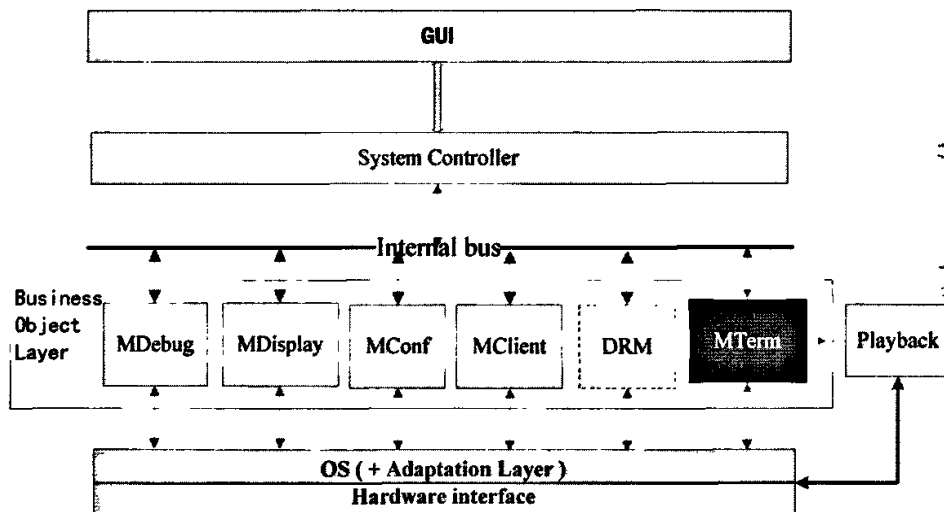 GUI
System Controller
Internal bus
Business
Object
Layer
MDebug
MDisplay
MConf
MClient
DRM
MTerm
Playback
OS ( + Adaptation Layer )
Hardware interface